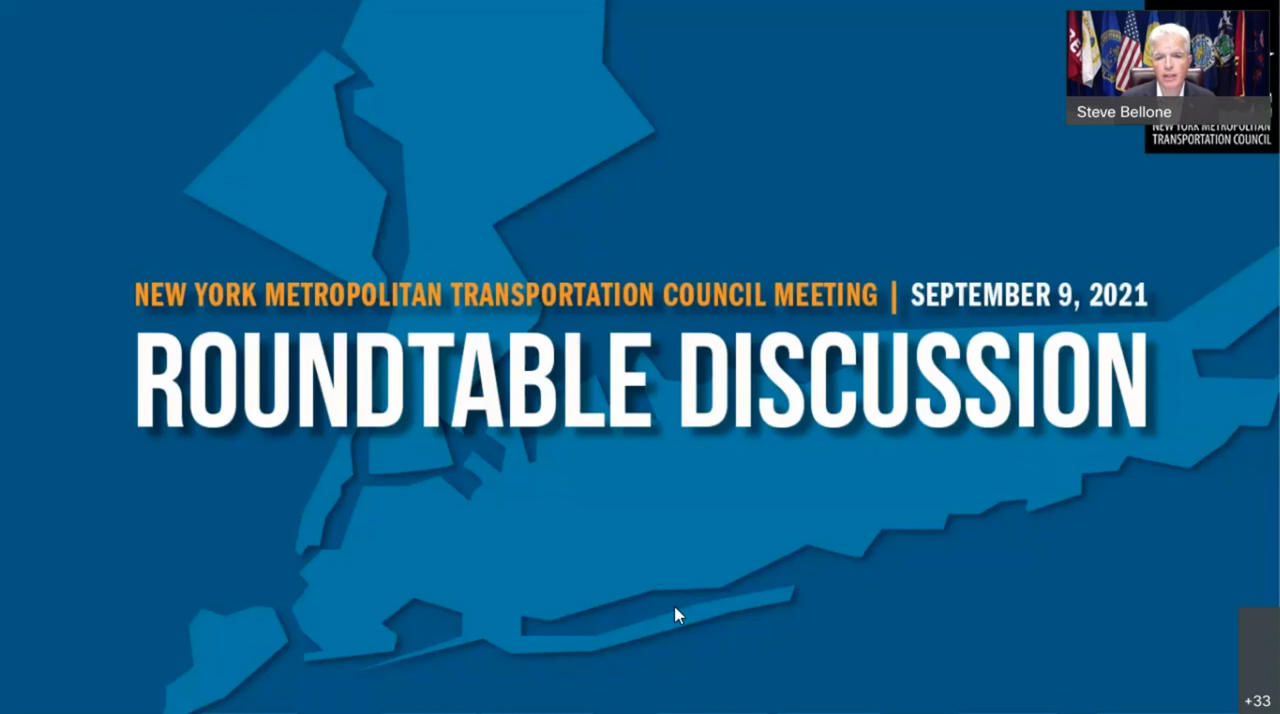 Steve Bellone
NEW YORK METROPOLITAN
TRANSPORTATION COUNCIL
NEW YORK METROPOLITAN TRANSPORTATION COUNCIL MEETING | SEPTEMBER 9, 2021
ROUNDTABLE DISCUSSION
+33